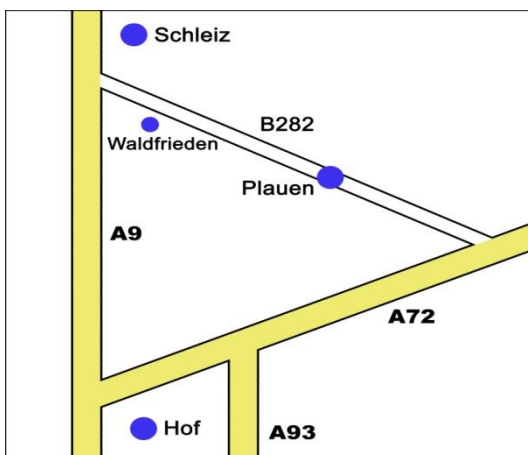 Schleiz
B282
Waldfrieden
Plauen
A9
A72
Hof
A93